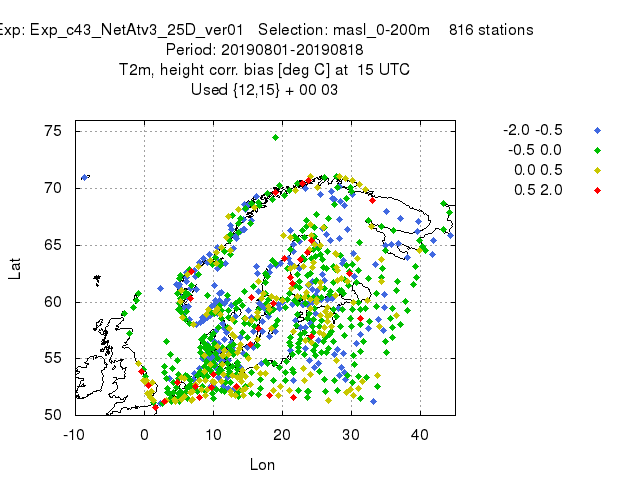 Exp: Exp_c43_NetAtv3_25D_ver01 Selection: masl_0-200m 816 stations
Period: 20190801-20190818
T2m, height corr. bias [deg C] at 15 UTC
Used {12,15} + 00 03
-2.0 -0.5
-0.5 0.0
0.0 0.5
0.5 2.0
75
70
65
60
55
50
Lat
-10 0 10 20 30 40
Lon